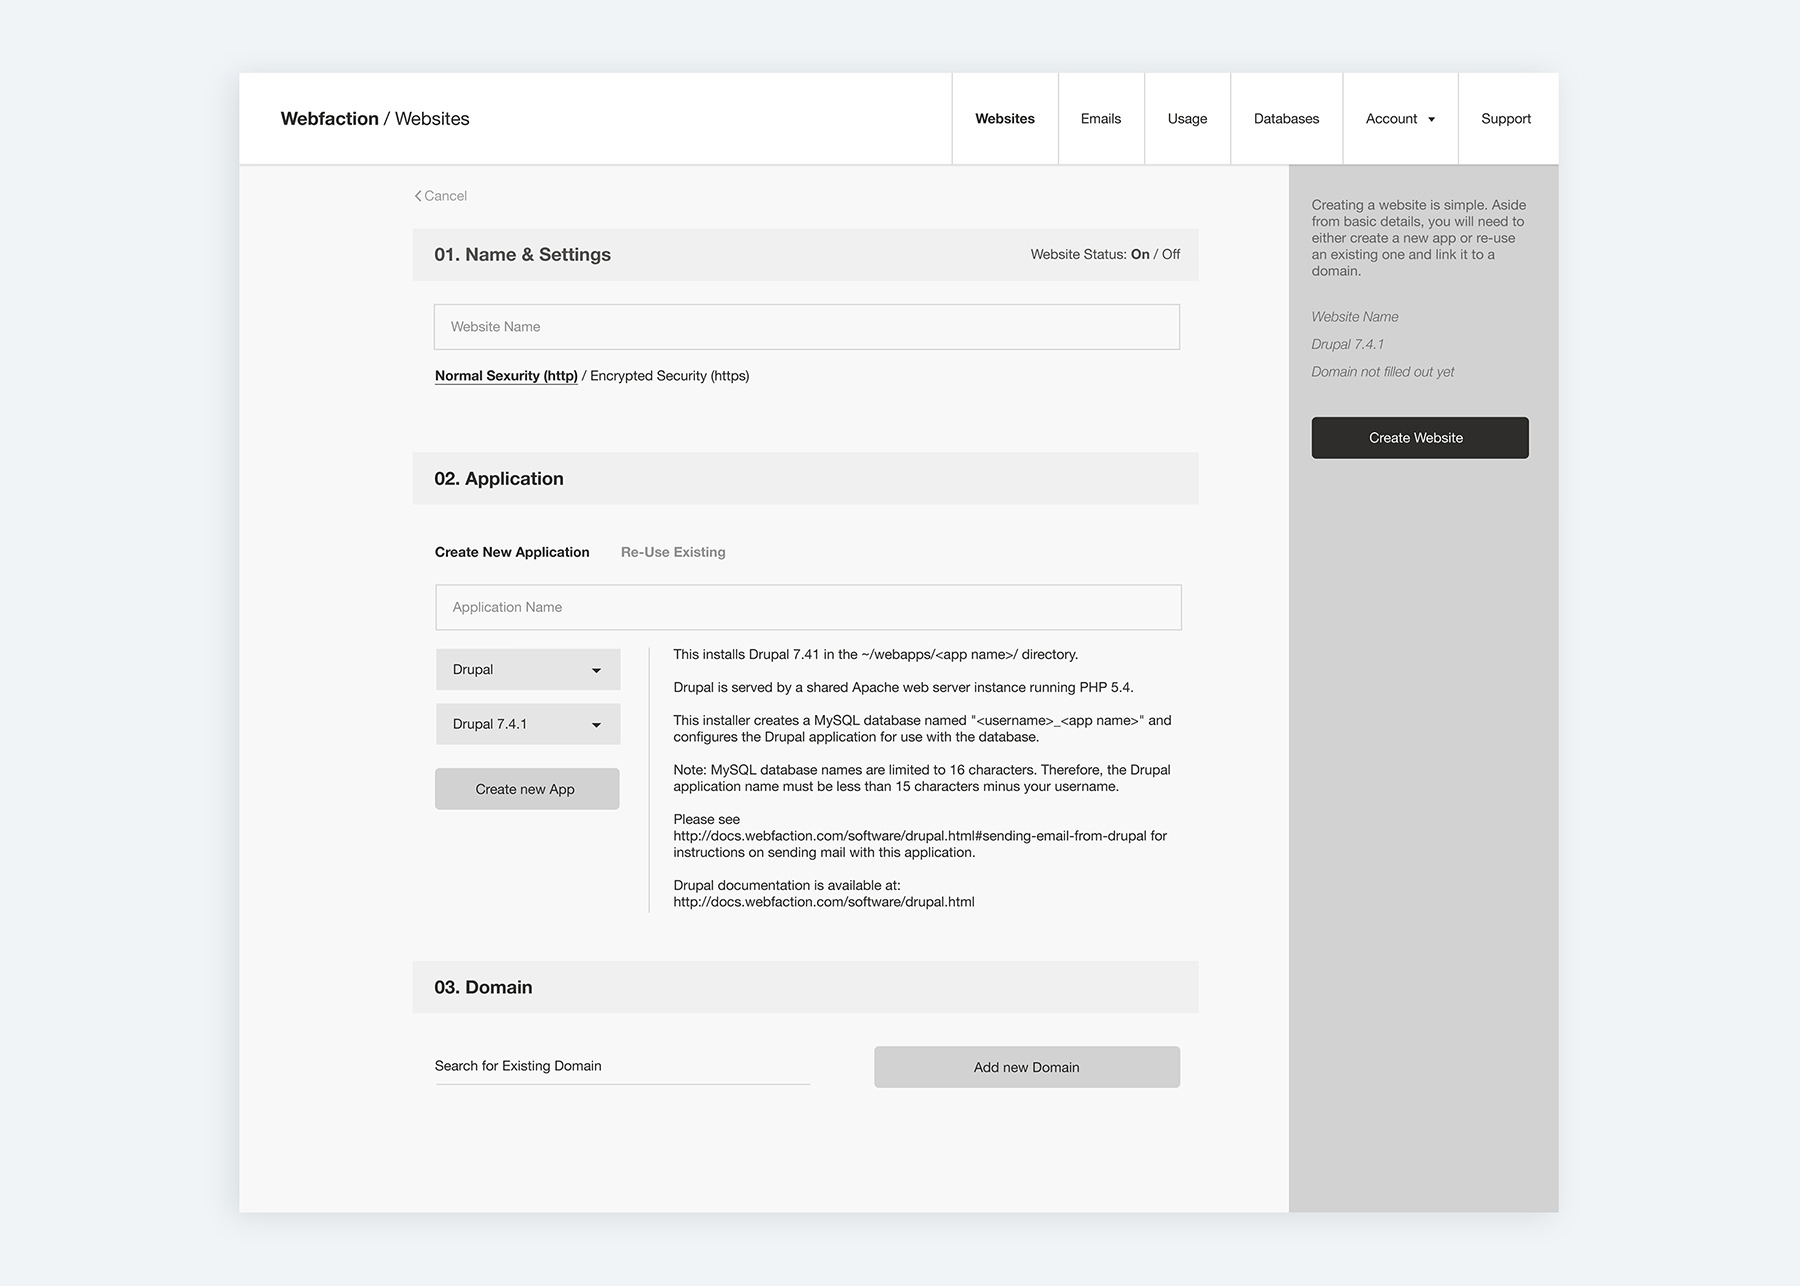 Webfaction / Websites
Websites
Emails
Usage
Databases
Account
Support
Cancel
01. Name & Settings
Website Status: On / Off
Website Name
Normal Sexurity (http) / Encrypted Security (https)
02. Application
Create New Application
Re-Use Existing
Application Name
Drupal
Drupal 7.4.1
Create new App
This installs Drupal 7.41 in the ~/webapps/<app name>/ directory.
Drupal is served by a shared Apache web server instance running PHP 5.4.
This installer creates a MySQL database named "<username>_<app name>" and
configures the Drupal application for use with the database.
Note: MySQL database names are limited to 16 characters. Therefore, the Drupal
application name must be less than 15 characters minus your username.
Please see
http://docs.webfaction.com/software/drupal.html#sending-email-from-drupal for
instructions on sending mail with this application.
Drupal documentation is available at:
http://docs.webfaction.com/software/drupal.html
03. Domain
Search for Existing Domain
Add new Domain
Creating a website is simple. Aside
from basic details, you will need to
either create a new app or re-use
an existing one and link it to a
domain.
Website Name
Drupal 7.4.1
Domain not filled out yet
Create Website